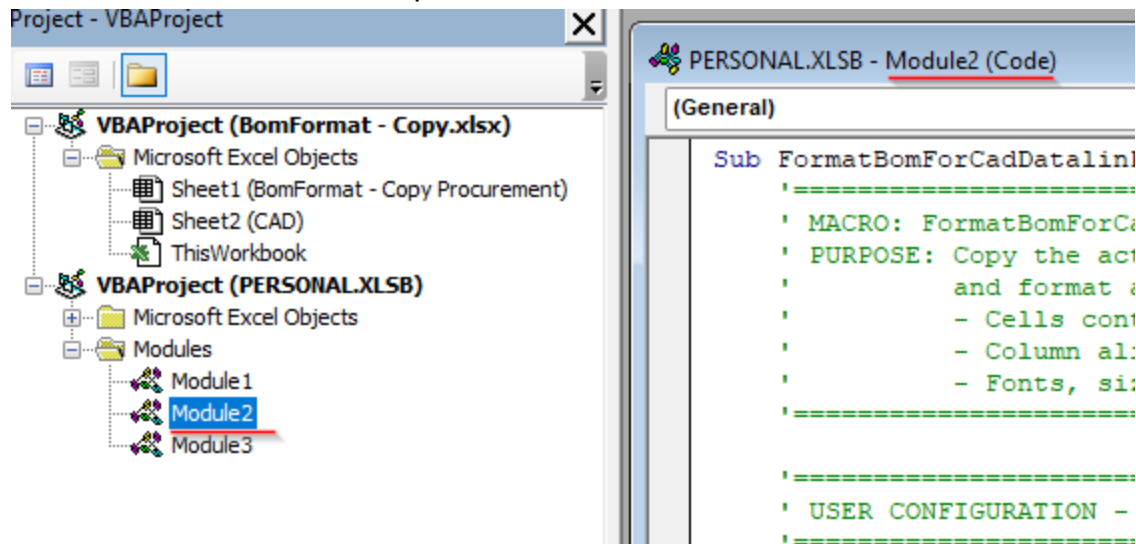 Project - VBAProject
VBAProject (BomFormat - Copy.xlsx)
Microsoft Excel Objects
Sheet1 (BomFormat - Copy Procurement)
Sheet2 (CAD)
ThisWorkbook
VBAProject (PERSONAL.XLSB)
Microsoft Excel Objects
Modules
Module1
Module2
Module3
PERSONAL.XLSB - Module2 (Code)
(General)
Sub FormatBomForCadDatalin
'==========================
' MACRO: FormatBomForCa
' PURPOSE: Copy the act
' and format a
' - Cells cont
' - Column ali
' - Fonts, siz
'==========================
'==========================
' USER CONFIGURATION -
'==========================